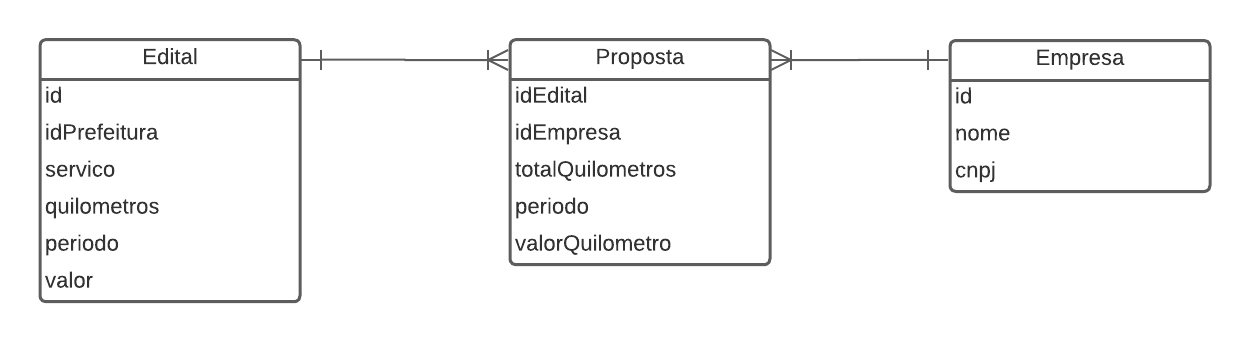 Edital
id
idPrefeitura
servico
quilometros
periodo
valor
Proposta
idEdital
idEmpresa
totalQuilometros
periodo
valorQuilometro
Empresa
id
nome
cnpj